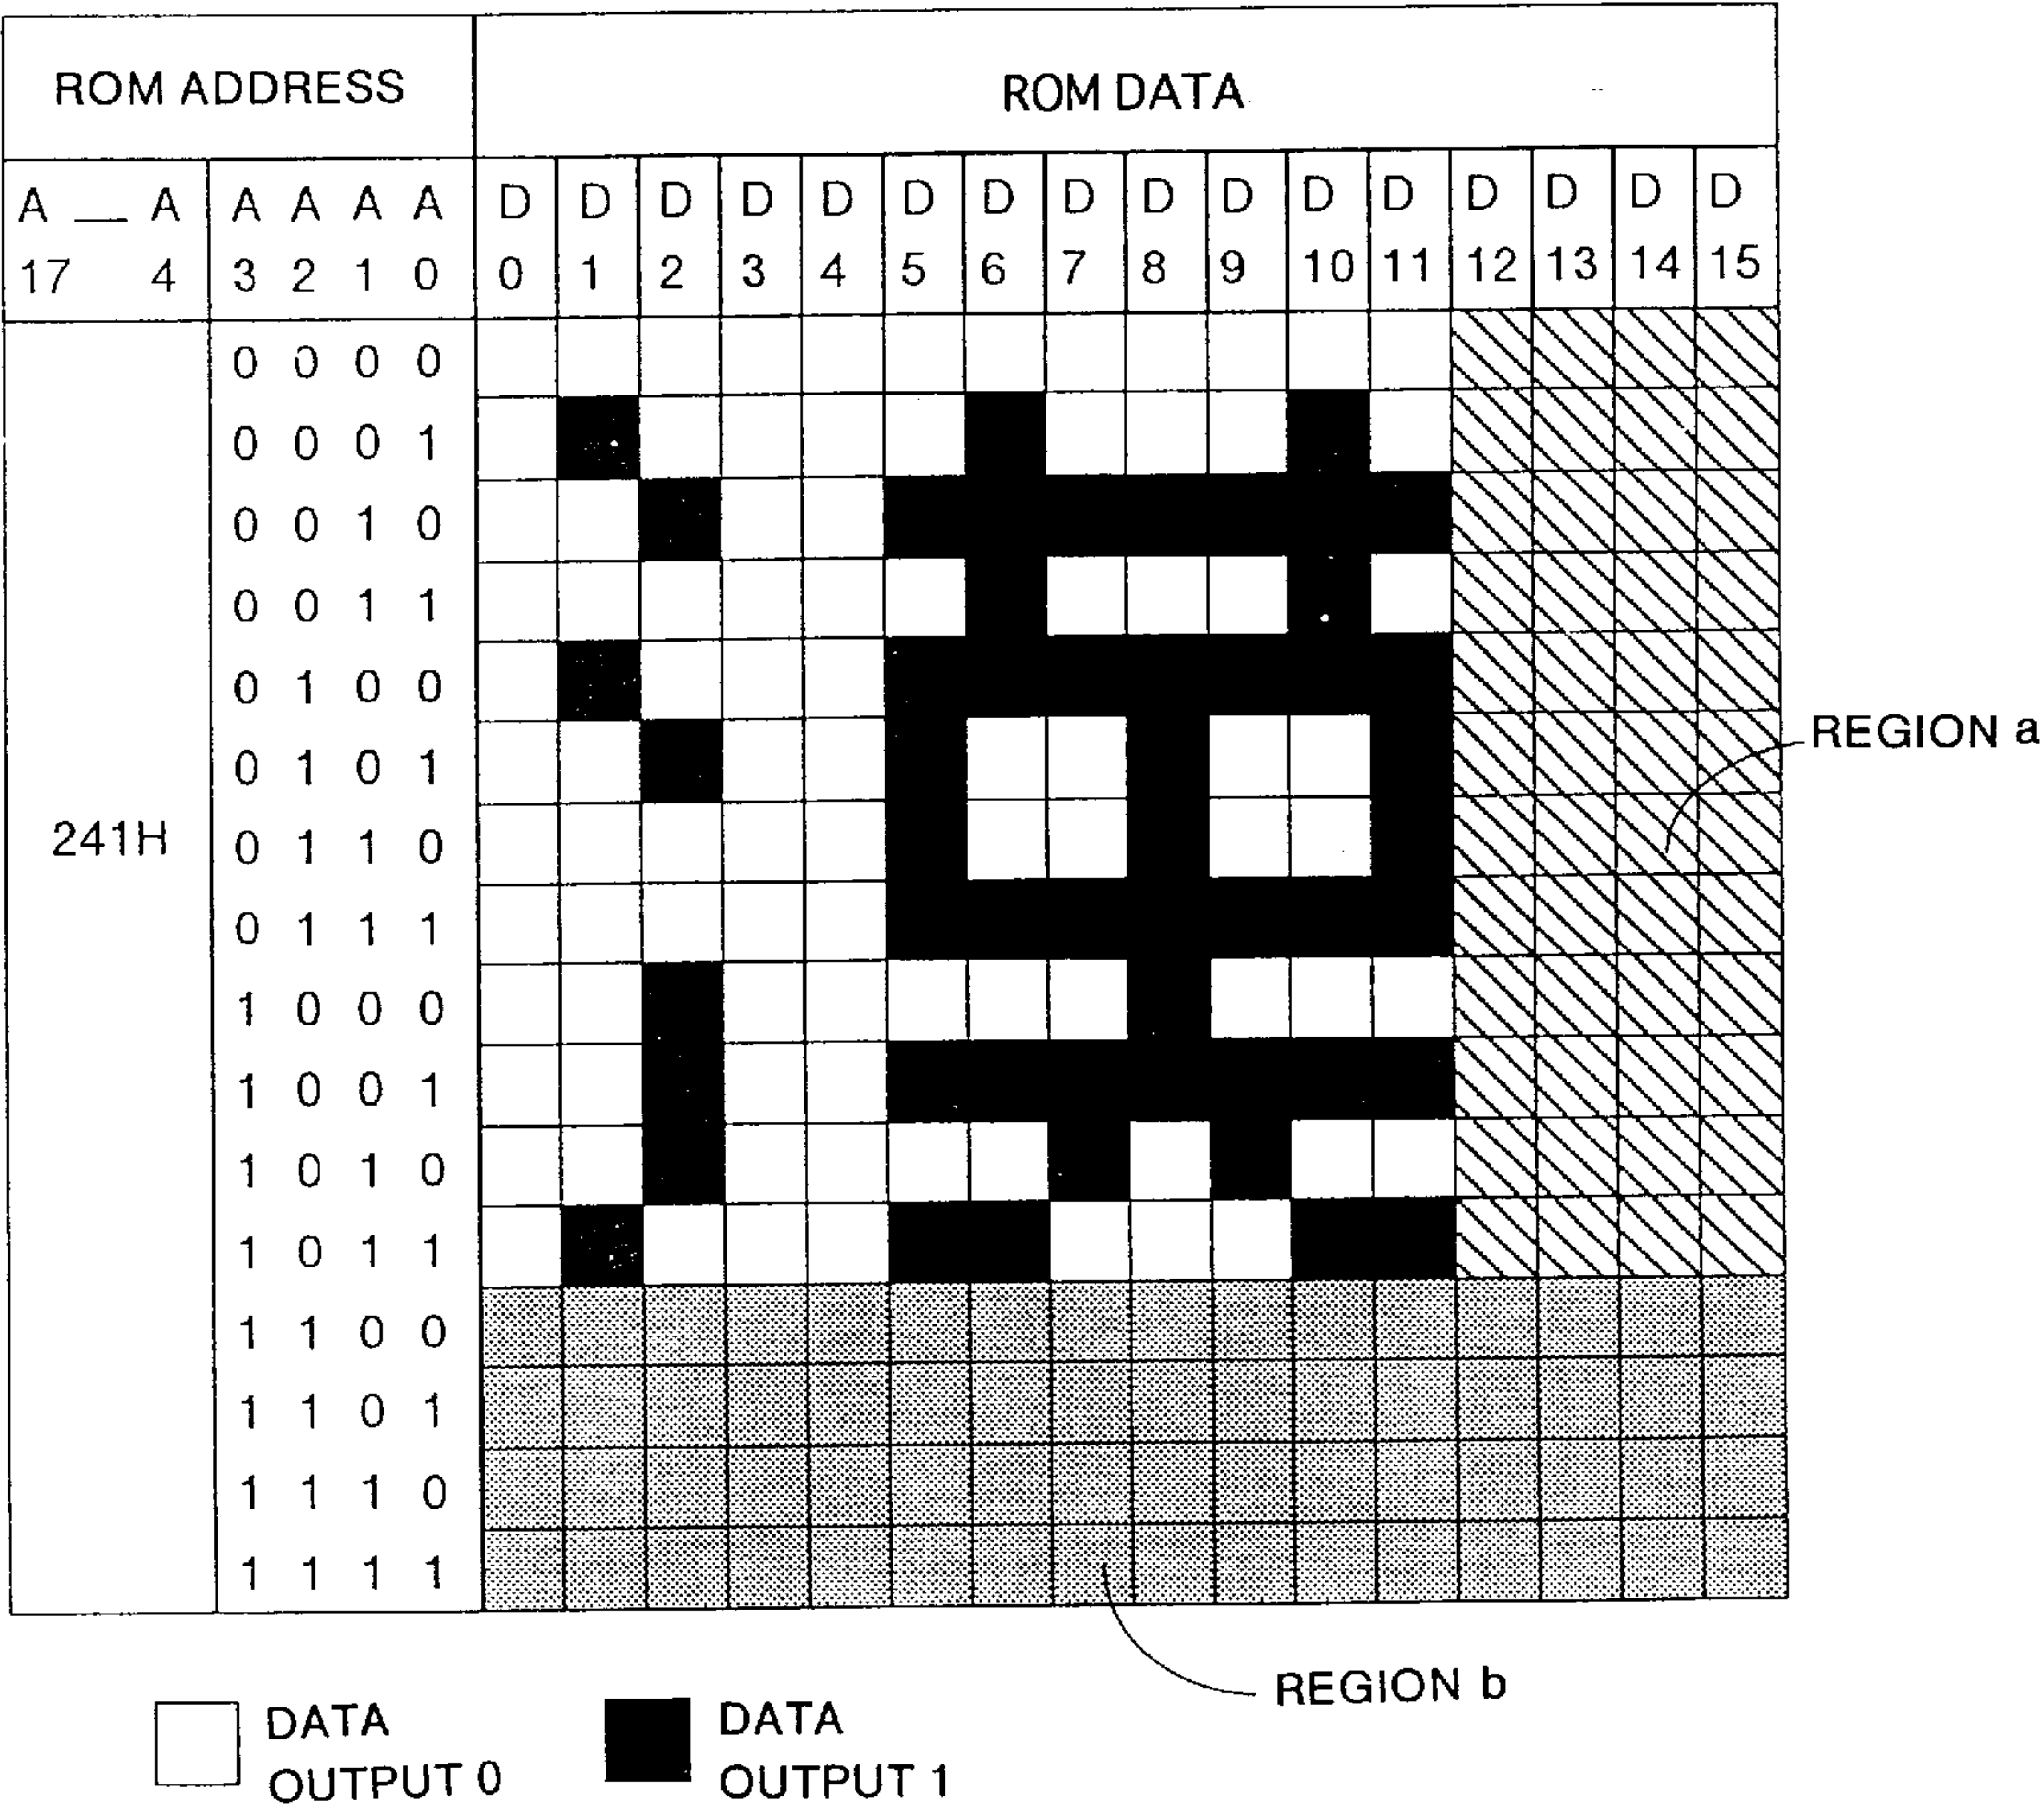 ROM ADDRESS ROM DATA
A — A A A A A D D D D D D D D D D D D D D D D
17 4 3 2 1 0 0 1 2 3 4 5 6 7 8 9 10 11 12 13 14 15
0 0 0 0
0 0 0 1
0 0 1 0
0 0 1 1
0 1 0 0
REGION a
0 1 0 1
241H 0 1 1 0
0 1 1 1
1 0 0 0
1 0 0 1
1 0 1 0
1 0 1 1
1 1 0 0
1 1 0 1
1 1 1 0
1 1 1 1
REGION b
DATA OUTPUT 0
DATA OUTPUT 1